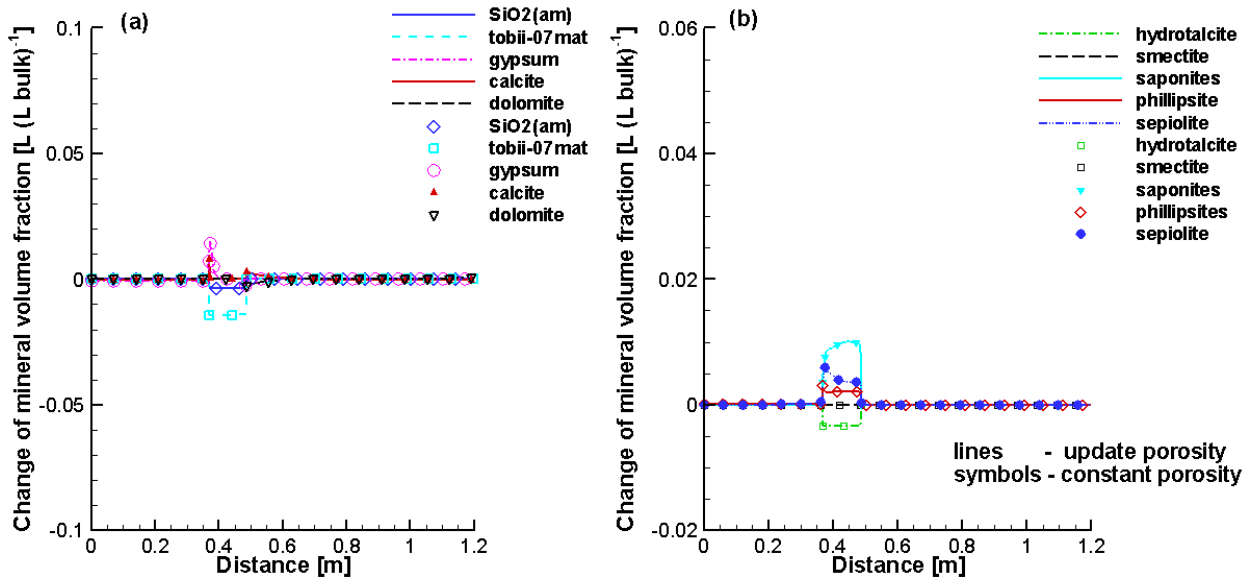 (a)
SiO2(am)
tobii-07mat
gypsum
calcite
dolomite
SiO2(am)
tobii-07mat
gypsum
calcite
dolomite
Change of mineral volume fraction [L (L bulk)⁻¹]
0.1
0.05
0
-0.05
-0.1
0 0.2 0.4 0.6 0.8 1 1.2
Distance [m]
(b)
hydrotalcite
smectite
saponites
phillipsite
sepiolite
hydrotalcite
smectite
saponites
phillipsites
sepiolite
lines - update porosity
symbols - constant porosity
Change of mineral volume fraction [L (L bulk)⁻¹]
0.06
0.04
0.02
0
-0.02
0 0.2 0.4 0.6 0.8 1 1.2
Distance [m]